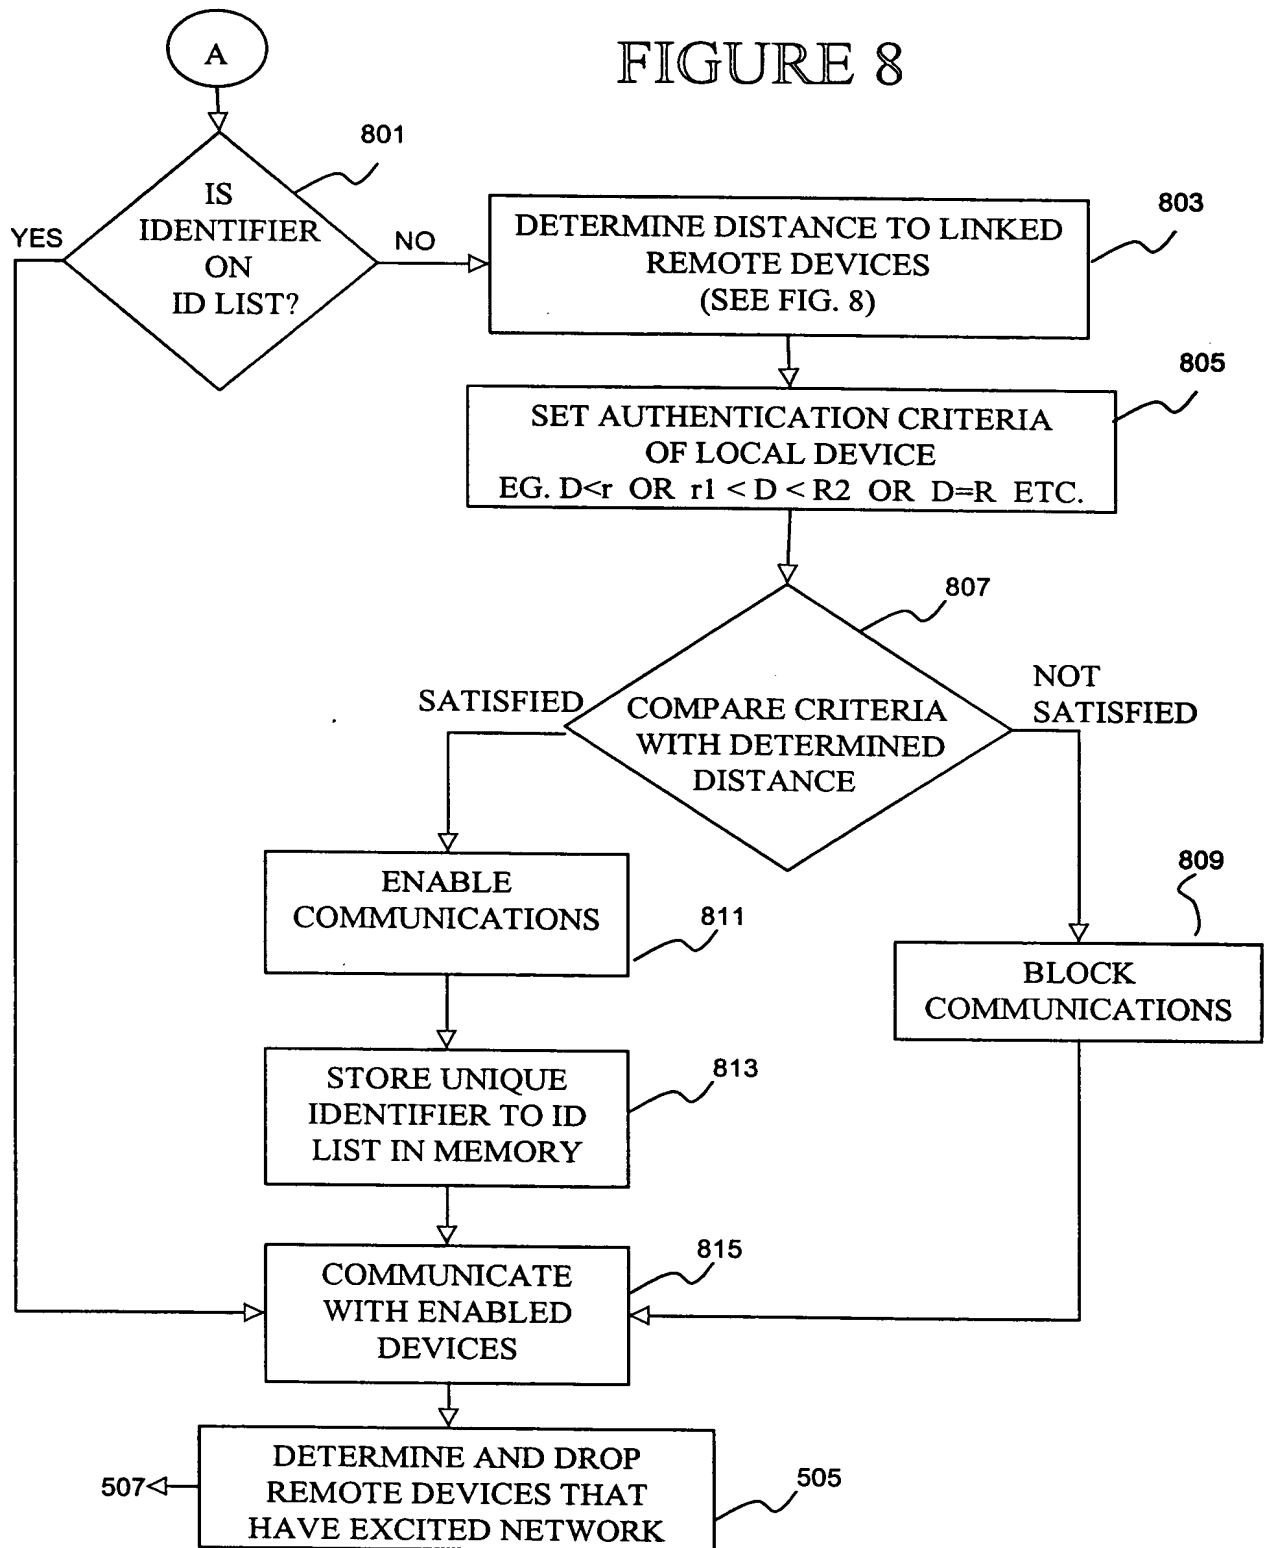 FIGURE 8
A
801
IS
IDENTIFIER
ON
ID LIST?
YES
NO
803
DETERMINE DISTANCE TO LINKED
REMOTE DEVICES
(SEE FIG. 8)
805
SET AUTHENTICATION CRITERIA
OF LOCAL DEVICE
EG. D<r OR r1 < D < R2 OR D=R ETC.
807
COMPARE CRITERIA
WITH DETERMINED
DISTANCE
SATISFIED
NOT
SATISFIED
809
BLOCK
COMMUNICATIONS
ENABLE
COMMUNICATIONS
811
STORE UNIQUE
IDENTIFIER TO ID
LIST IN MEMORY
813
COMMUNICATE
WITH ENABLED
DEVICES
815
DETERMINE AND DROP
REMOTE DEVICES THAT
HAVE EXCITED NETWORK
505
507